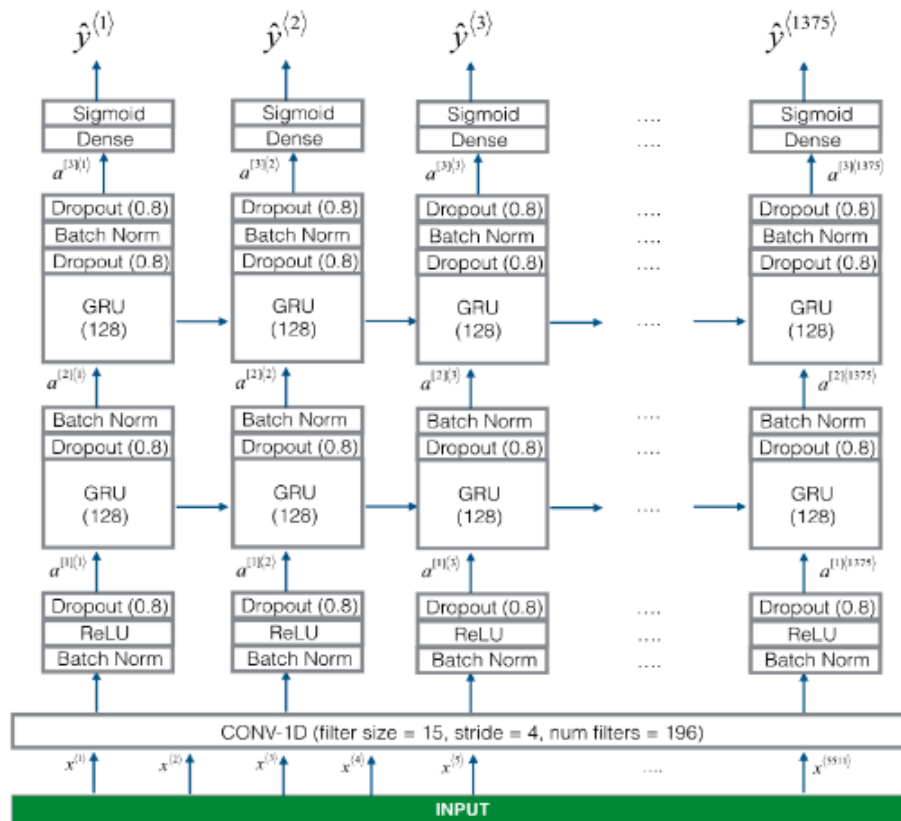 ŷ⟨1⟩ ŷ⟨2⟩ ŷ⟨3⟩ ŷ⟨1375⟩
Sigmoid Sigmoid Sigmoid .... Sigmoid
Dense Dense Dense .... Dense
a[3]⟨1⟩ a[3]⟨2⟩ a[3]⟨3⟩ a[3]⟨1375⟩
Dropout (0.8) Dropout (0.8) Dropout (0.8) .... Dropout (0.8)
Batch Norm Batch Norm Batch Norm .... Batch Norm
Dropout (0.8) Dropout (0.8) Dropout (0.8) .... Dropout (0.8)
GRU GRU GRU GRU
(128) (128) (128) .... (128)
a[2]⟨1⟩ a[2]⟨2⟩ a[2]⟨3⟩ a[2]⟨1375⟩
Batch Norm Batch Norm Batch Norm .... Batch Norm
Dropout (0.8) Dropout (0.8) Dropout (0.8) .... Dropout (0.8)
GRU GRU GRU GRU
(128) (128) (128) .... (128)
a[1]⟨1⟩ a[1]⟨2⟩ a[1]⟨3⟩ a[1]⟨1375⟩
Dropout (0.8) Dropout (0.8) Dropout (0.8) .... Dropout (0.8)
ReLU ReLU ReLU .... ReLU
Batch Norm Batch Norm Batch Norm .... Batch Norm
CONV-1D (filter size = 15, stride = 4, num filters = 196)
x⟨1⟩ x⟨2⟩ x⟨3⟩ x⟨4⟩ x⟨5⟩ .... x⟨5511⟩
INPUT